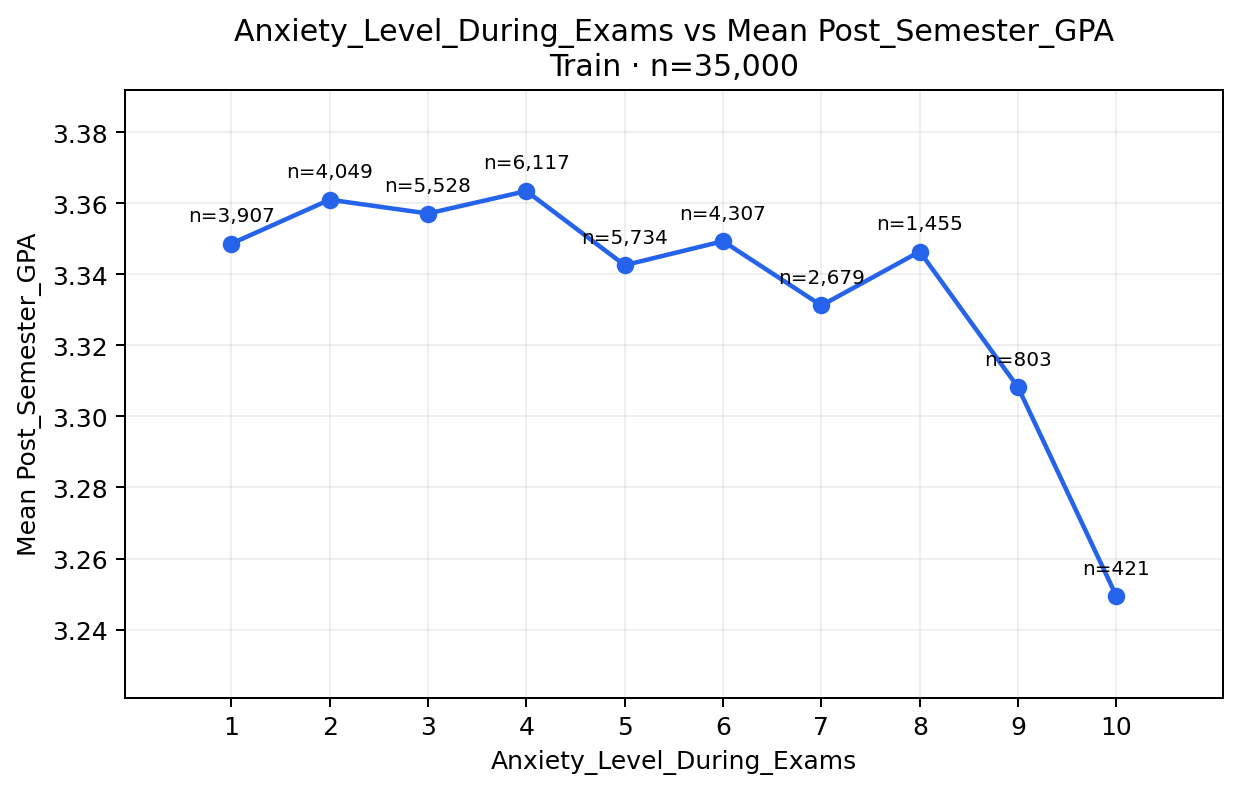 Anxiety_Level_During_Exams vs Mean Post_Semester_GPA
Train · n=35,000
Mean Post_Semester_GPA
3.38
3.36
3.34
3.32
3.30
3.28
3.26
3.24
n=3,907
n=4,049
n=5,528
n=6,117
n=5,734
n=4,307
n=2,679
n=1,455
n=803
n=421
1 2 3 4 5 6 7 8 9 10
Anxiety_Level_During_Exams